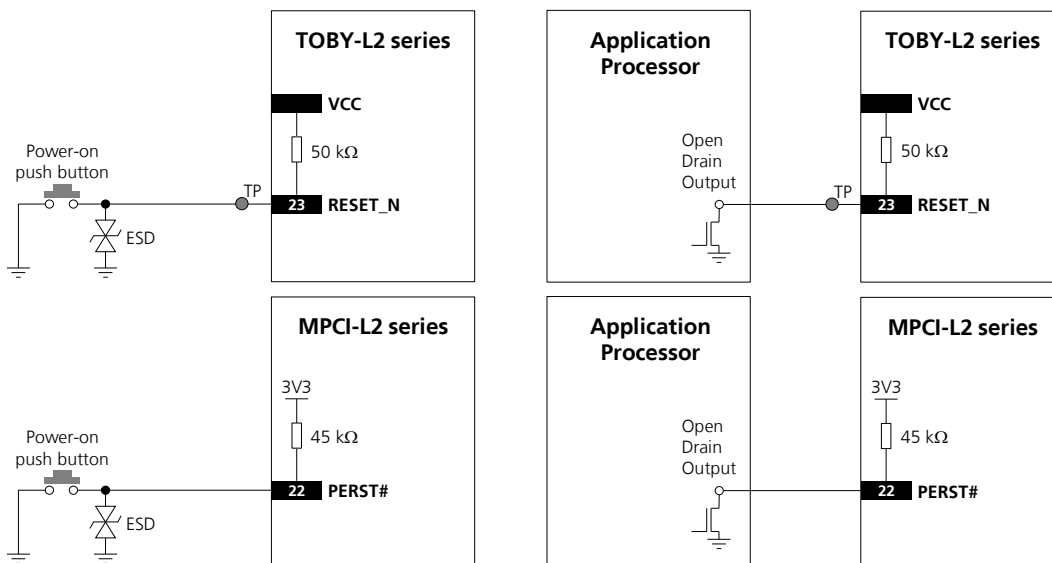 TOBY-L2 series
VCC
50 kΩ
Power-on
push button
TP
23 RESET_N
ESD
Application
Processor
Open
Drain
Output
TOBY-L2 series
VCC
50 kΩ
TP
23 RESET_N
MPCI-L2 series
3V3
45 kΩ
Power-on
push button
22 PERST#
ESD
Application
Processor
Open
Drain
Output
MPCI-L2 series
3V3
45 kΩ
22 PERST#